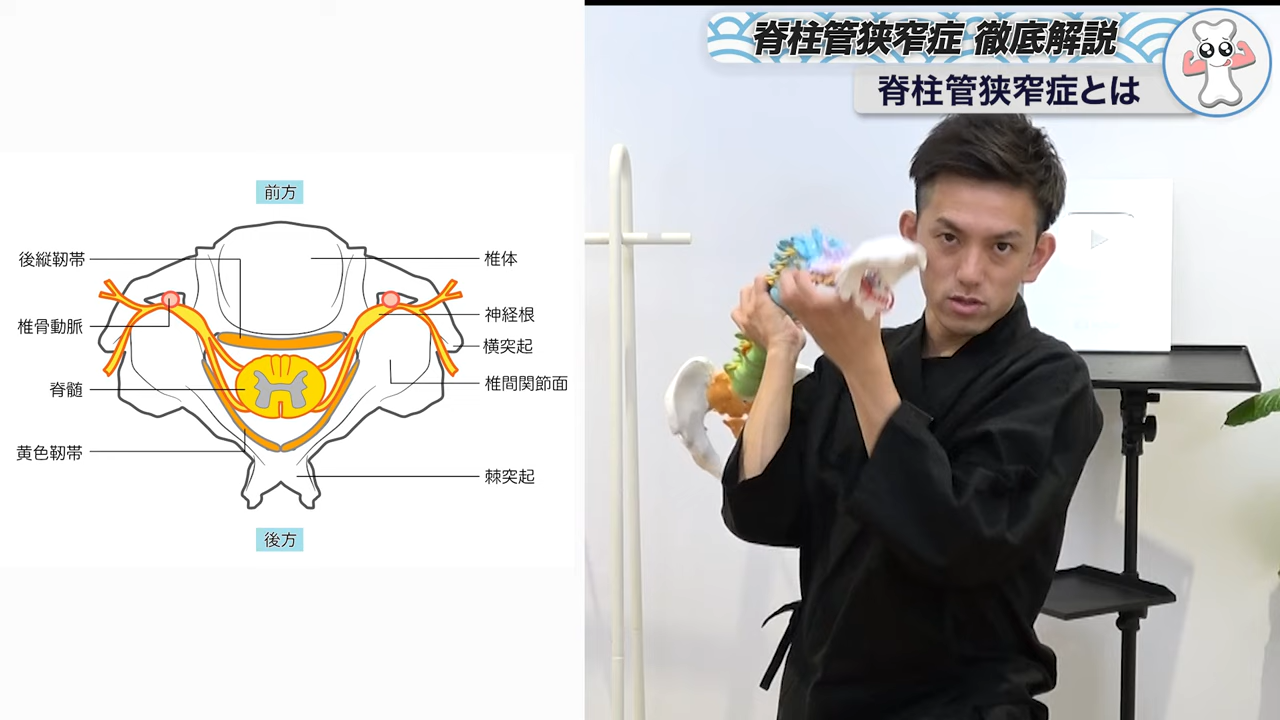 脊柱管狭窄症 徹底解説
脊柱管狭窄症とは
前方
後縦靭帯
椎体
椎骨動脈
神経根
横突起
脊髄
椎間関節面
黄色靭帯
棘突起
後方